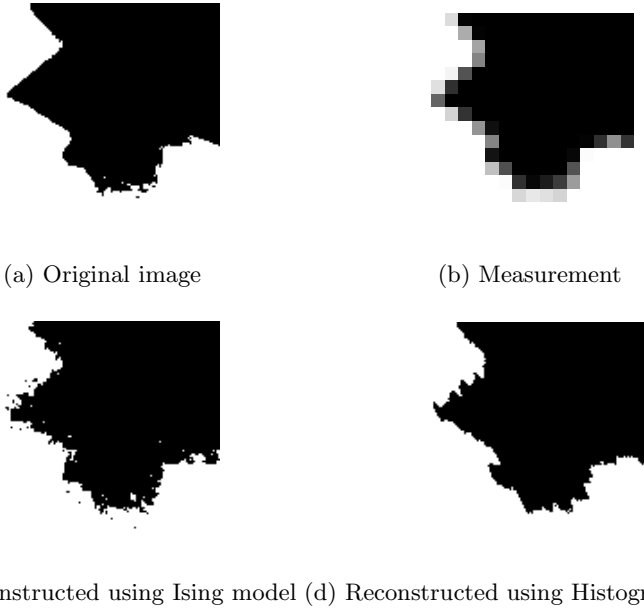 (a) Original image (b) Measurement
nstructed using Ising model (d) Reconstructed using Histogr